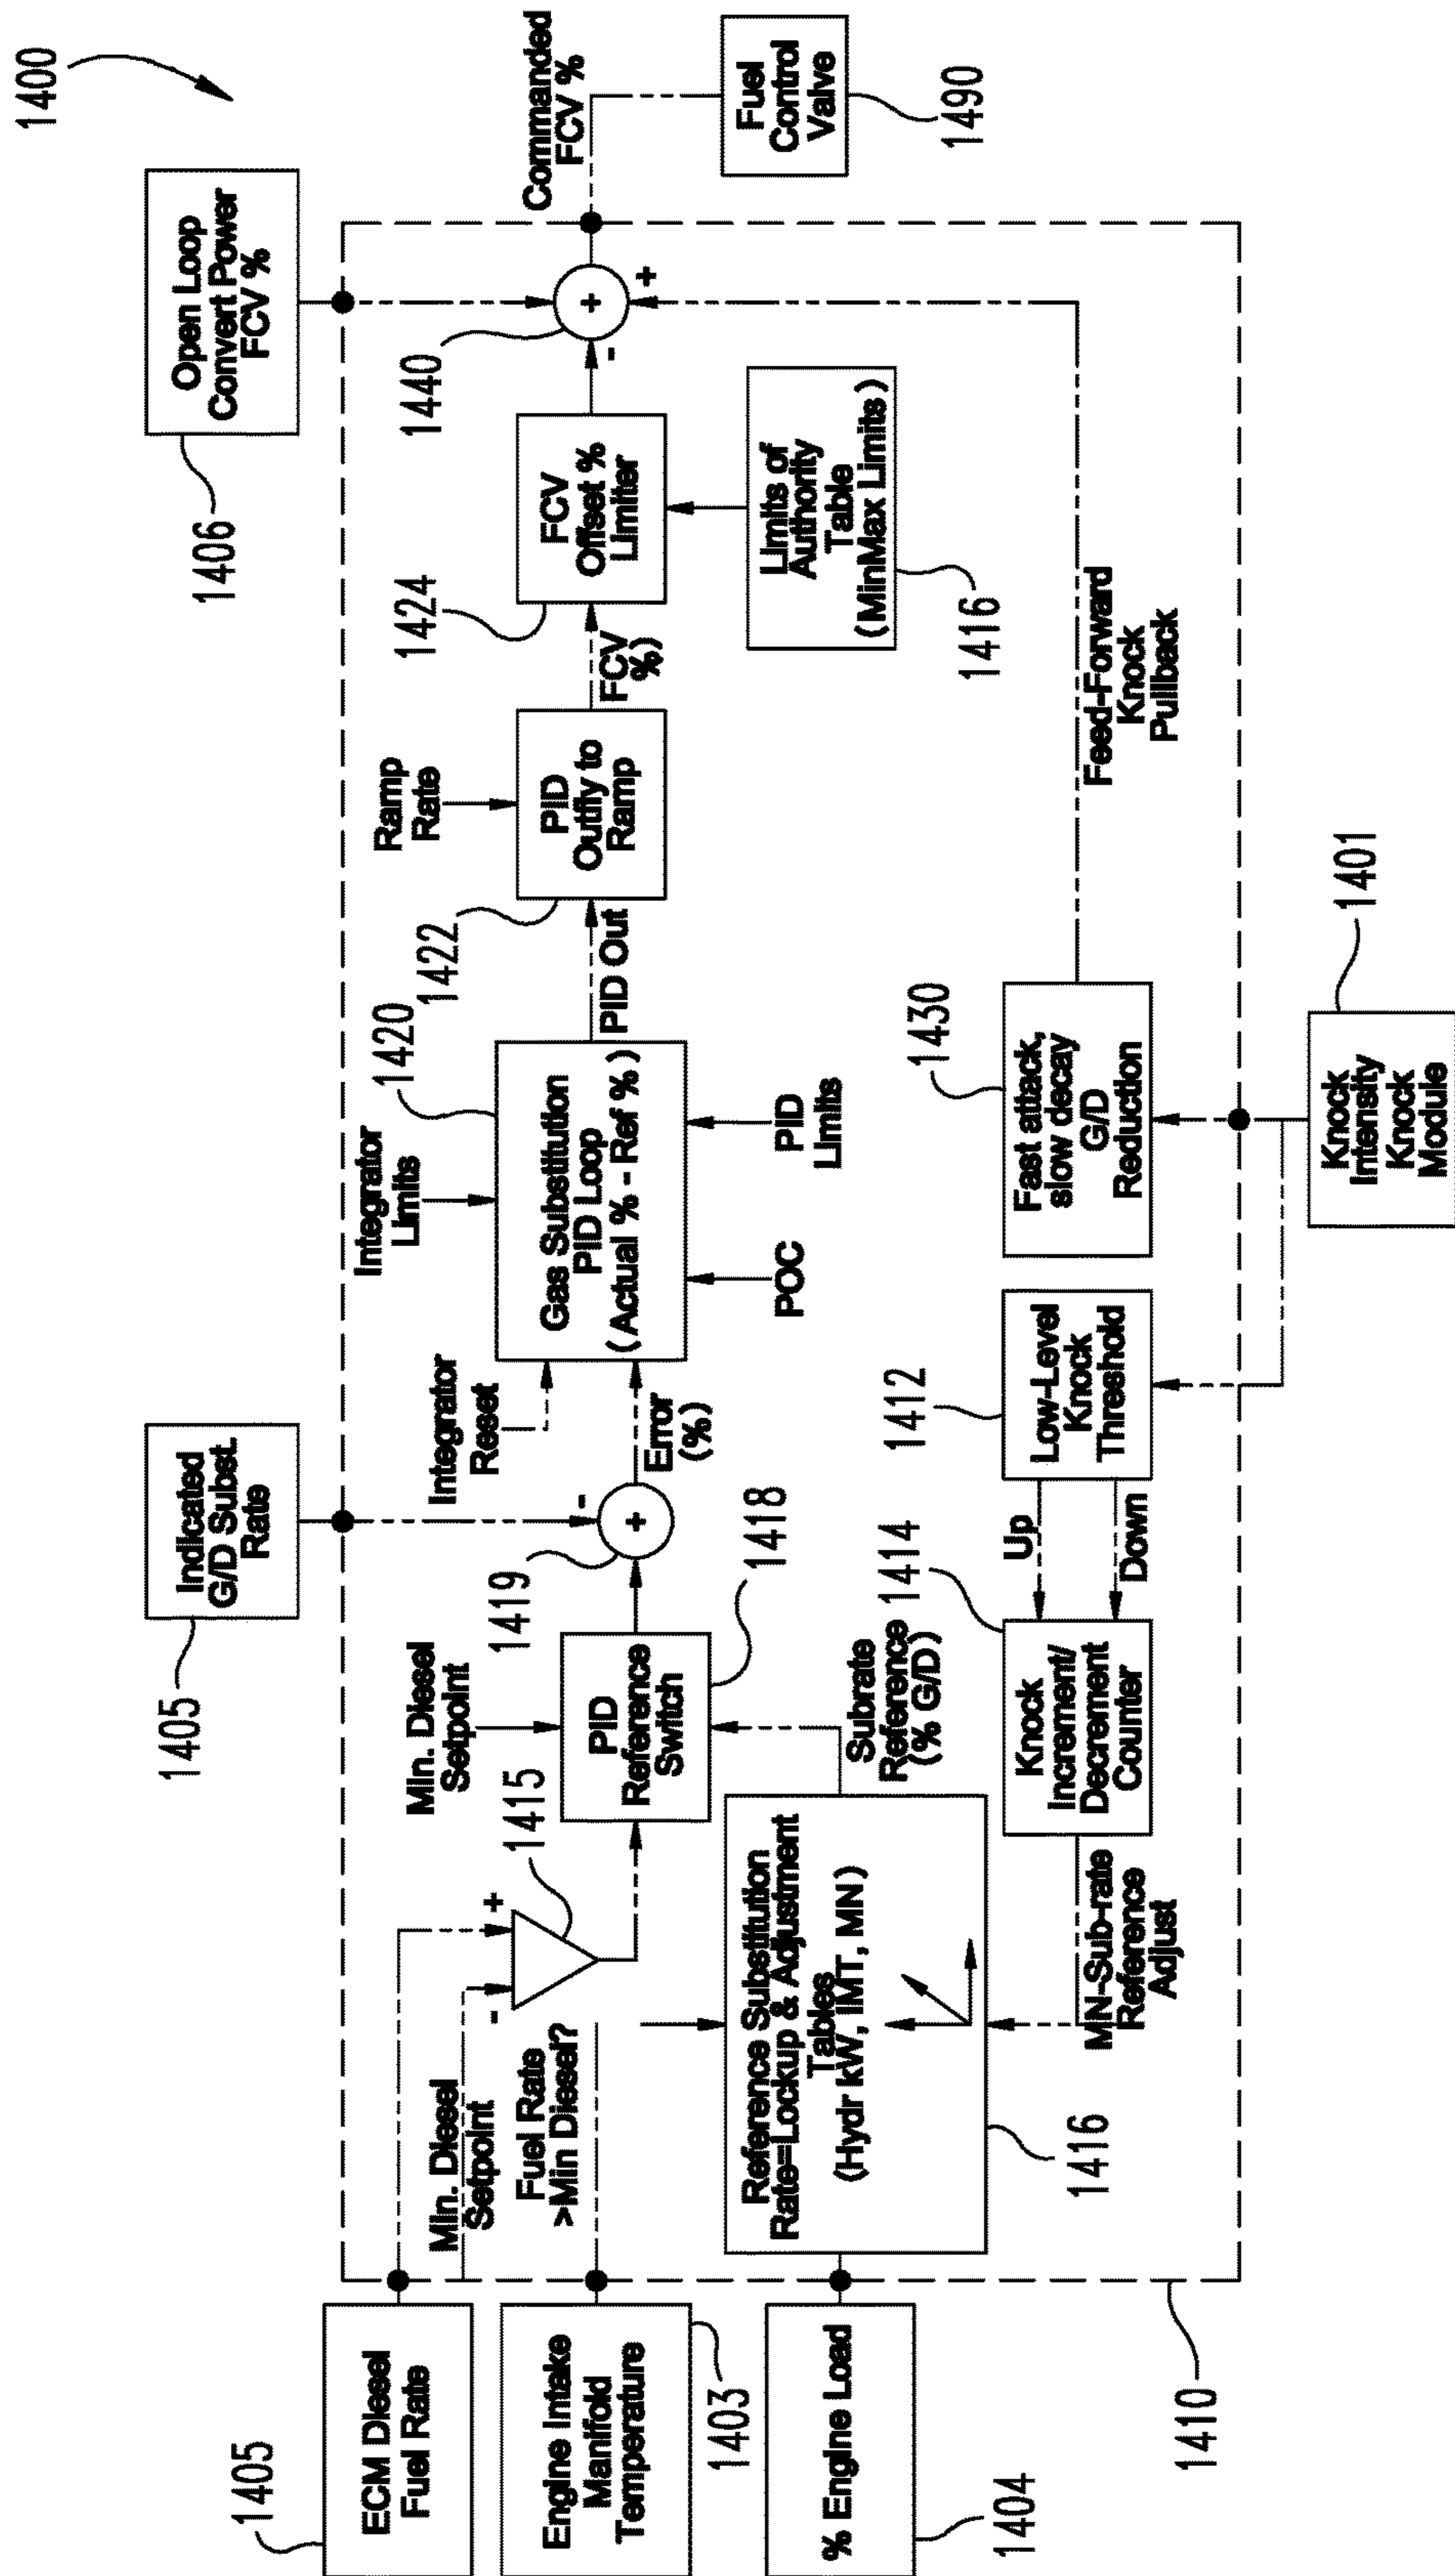 1400
1405
ECM Diesel
Fuel Rate
Engine Intake
Manifold
Temperature
1403
% Engine Load
1404
1410
Min. Diesel
Setpoint
Fuel Rate
>Min Diesel?
-
+
1415
Min. Diesel
Setpoint
PID
Reference
Switch
1418
Reference Substitution
Rate=Lockup & Adjustment
Tables
(Hydr kW, IMT, MN)
1416
Subrate
Reference
(% G/D)
MN-Sub-rate
Reference
Adjust
Knock
Increment/
Decrement
Counter
1414
Up
Down
Low-Level
Knock
Threshold
1412
1405
Indicated
G/D Subst.
Rate
1419
-
+
Error
(%)
Integrator
Reset
Integrator
Limits
1420
Gas Substitution
PID Loop
(Actual % - Ref %)
POC
PID
Limits
PID Out
1422
Ramp
Rate
PID
Outfly to
Ramp
FCV
%)
1424
FCV
Offset %
Limiter
Limits of
Authority
Table
(MinMax Limits)
1416
1430
Fast attack,
slow decay
G/D
Reduction
Feed-Forward
Knock
Pullback
1401
Knock
Intensity
Knock
Module
1406
Open Loop
Convert Power
FCV %
1440
-
+
+
Commanded
FCV %
Fuel
Control
Valve
1490